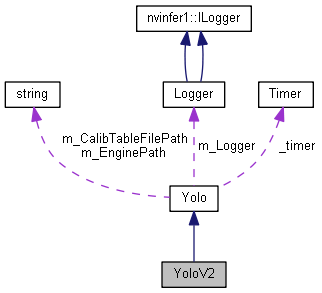 nvinfer1::ILogger
string
Logger
Timer
m_CalibTableFilePath
m_EnginePath
m_Logger
_timer
Yolo
YoloV2